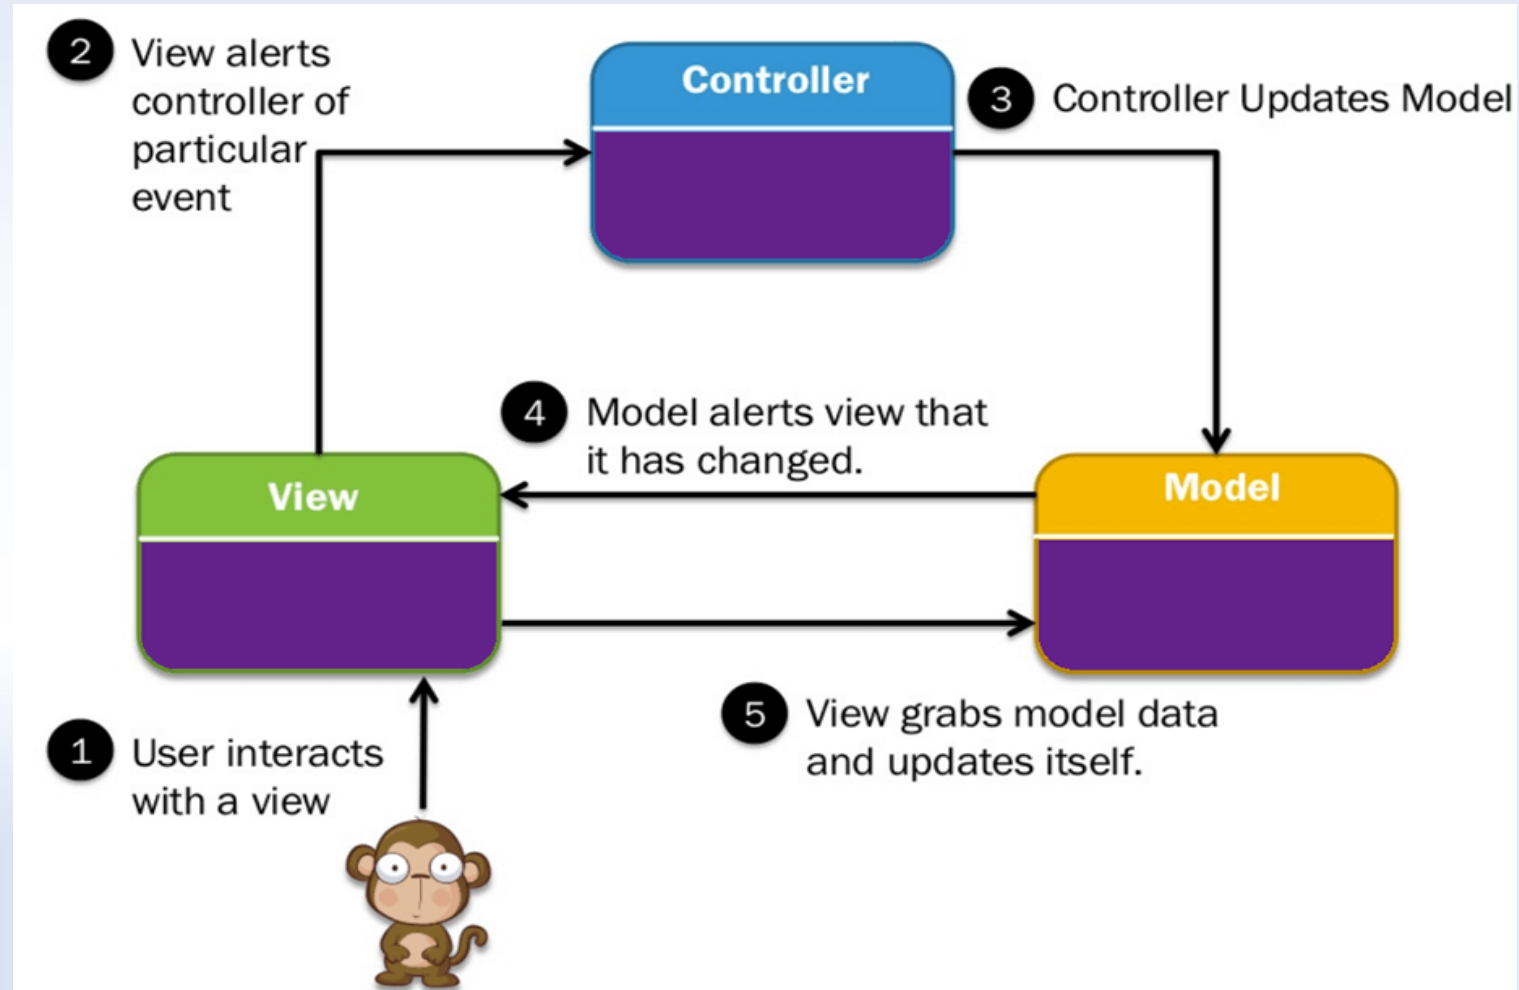 2 View alerts
controller of
particular
event
Controller
3 Controller Updates Model
4 Model alerts view that
it has changed.
View
Model
5 View grabs model data
and updates itself.
1 User interacts
with a view